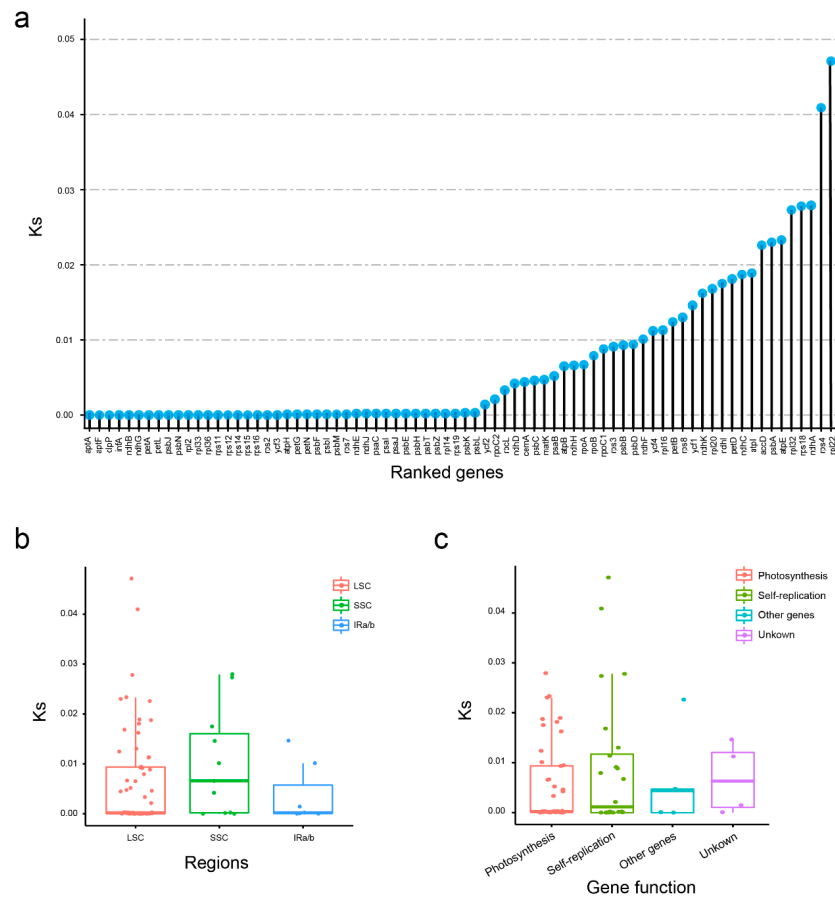 a
0.05
0.04
0.03
0.02
0.01
0.00
Ks
aptA
aptF
clpP
infA
ndhB
ndhG
petA
petL
psbJ
psbN
rpl2
rpl33
rpl36
rps11
rps12
rps14
rps15
rps16
rps2
ycf3
atpH
petG
petN
psbF
psbI
psbM
rps7
ndhE
ndhJ
psaC
psaI
psaJ
psbE
psbH
psbT
psbZ
rpl14
rps19
psbK
psbL
ycf2
rpoC2
rbcL
ndhD
cemA
psbC
matK
psaB
atpB
ndhH
rpoA
rpoB
rpoC1
rps3
psbB
psbD
ndhF
ycf4
rpl16
petB
rps8
ycf1
ndhK
rpl20
ndhI
petD
ndhC
atpI
accD
psbA
atpE
rpl32
rps18
ndhA
rps4
rpl22
Ranked genes
b
LSC
SSC
IRa/b
0.04
0.03
0.02
0.01
0.00
Ks
LSC
SSC
IRa/b
Regions
c
Photosynthesis
Self-replication
Other genes
Unkown
0.04
0.03
0.02
0.01
0.00
Ks
Photosynthesis
Self-replication
Other genes
Unkown
Gene function